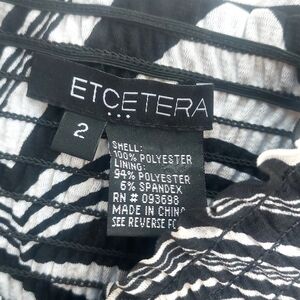 ETCETERA
2
SHELL:
100% POLYESTER
LINING:
94% POLYESTER
6% SPANDEX
RN # 093698
MADE IN CHINA
SEE REVERSE